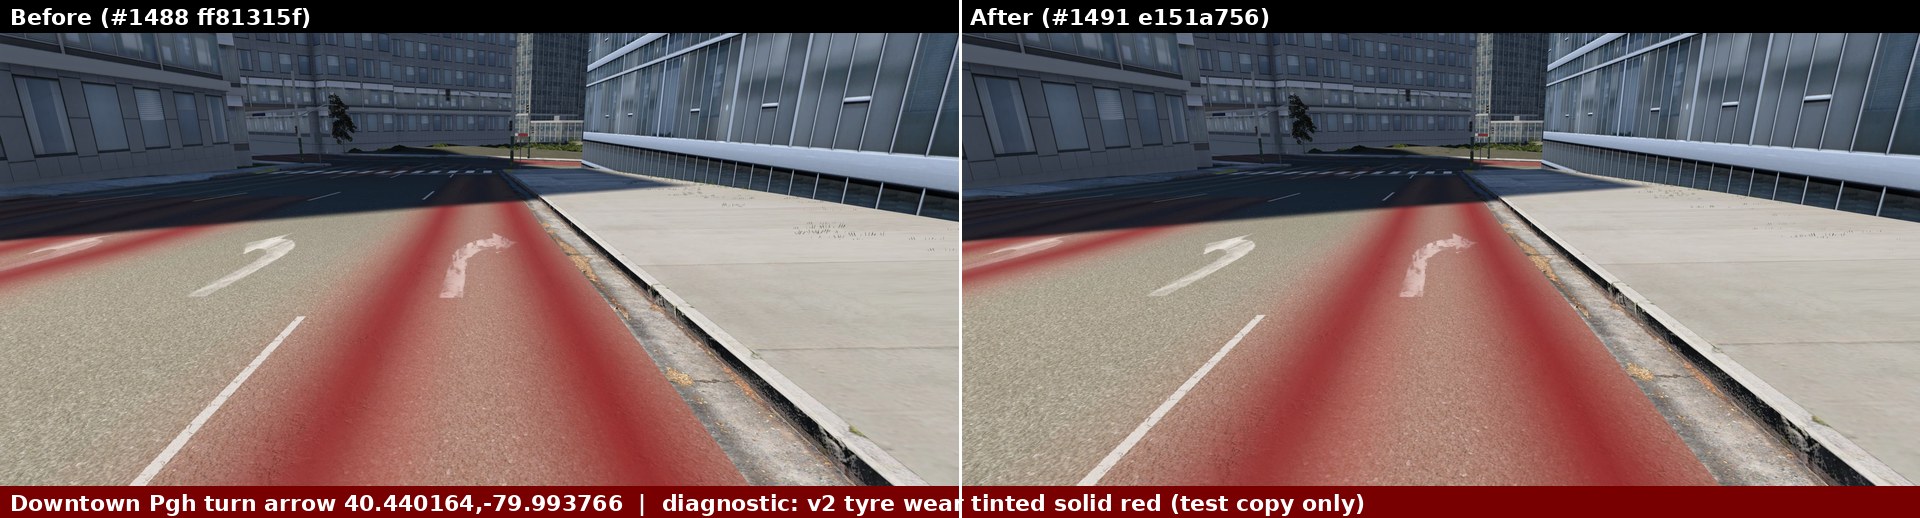 Before (#1488 ff81315f)
After (#1491 e151a756)
Downtown Pgh turn arrow 40.440164,-79.993766 | diagnostic: v2 tyre wear tinted solid red (test copy only)